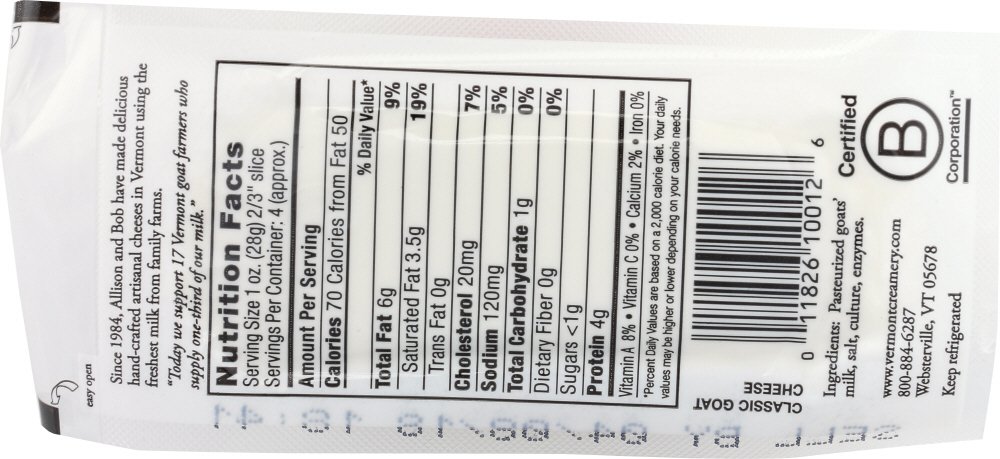 easy open
Since 1984, Allison and Bob have made delicious
hand-crafted artisanal cheeses in Vermont using the
freshest milk from family farms.
"Today we support 17 Vermont goat farmers who
supply one-third of our milk."
Nutrition Facts
Serving Size 1 oz. (28g) 2/3" slice
Servings Per Container: 4 (approx.)
Amount Per Serving
Calories 70 Calories from Fat 50
% Daily Value*
Total Fat 6g 9%
Saturated Fat 3.5g 19%
Trans Fat 0g
Cholesterol 20mg 7%
Sodium 120mg 5%
Total Carbohydrate 1g 0%
Dietary Fiber 0g 0%
Sugars <1g
Protein 4g
Vitamin A 8% • Vitamin C 0% • Calcium 2% • Iron 0%
*Percent Daily Values are based on a 2,000 calorie diet. Your daily
values may be higher or lower depending on your calorie needs.
0 11826 10012 6
CLASSIC GOAT
CHEESE
Ingredients: Pasteurized goats'
milk, salt, culture, enzymes.
www.vermontcreamery.com
800-884-6287
Websterville, VT 05678
Keep refrigerated
Certified
B
Corporation™